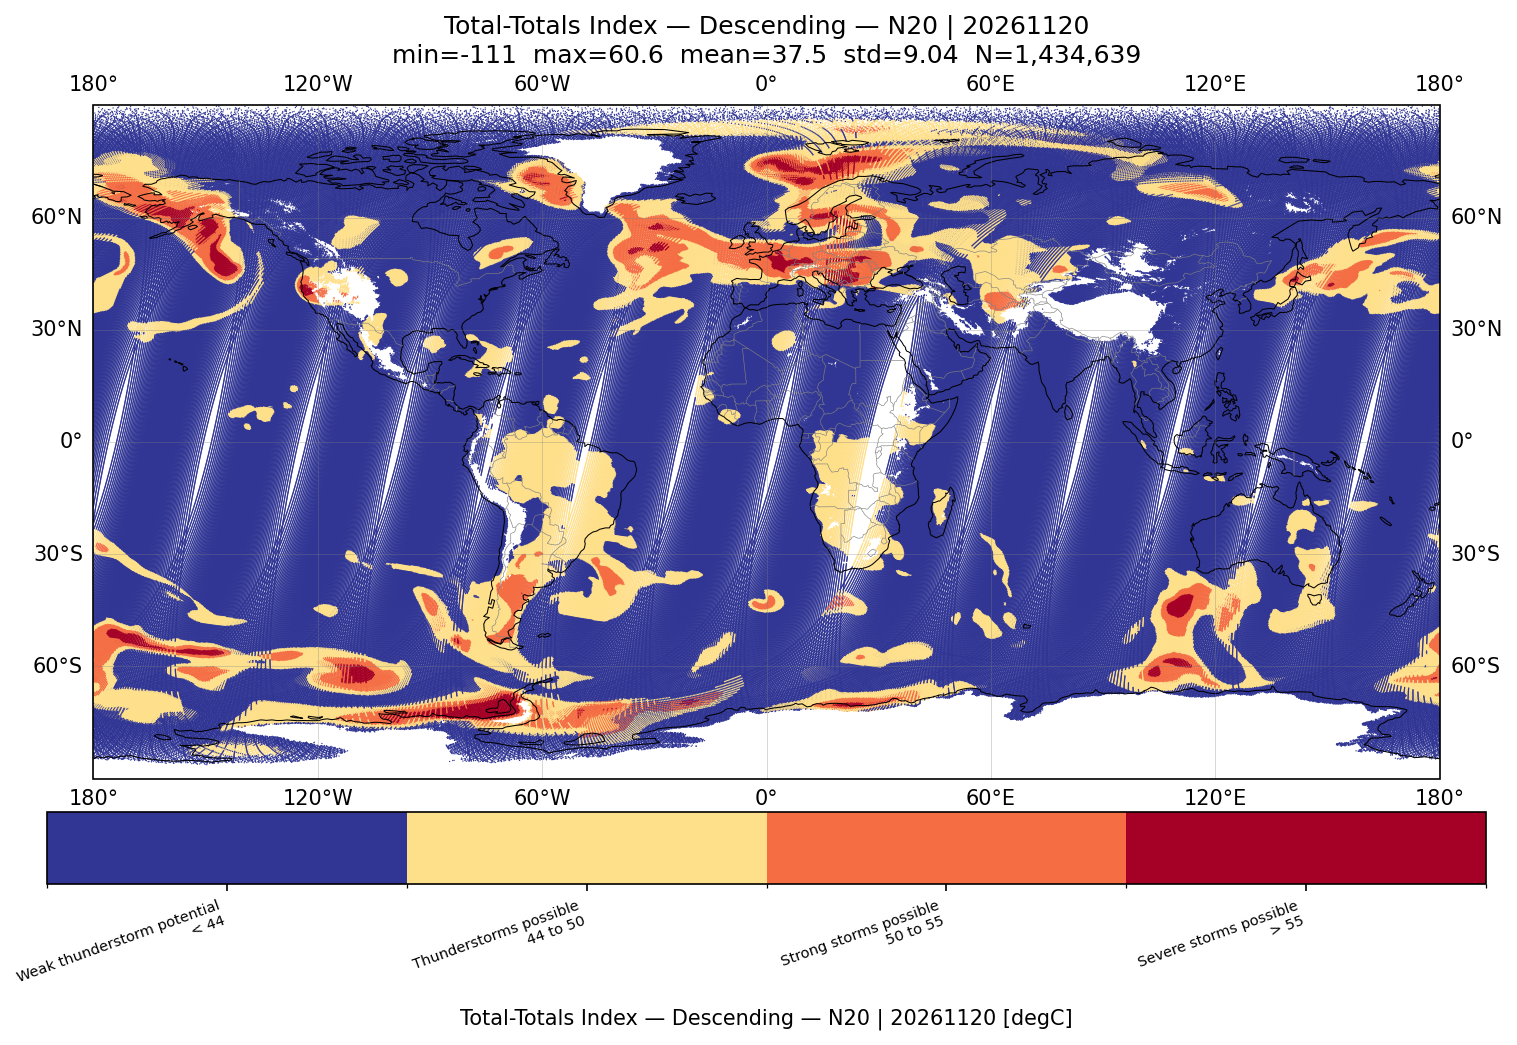 Total-Totals Index — Descending — N20 | 20261120
min=-111  max=60.6  mean=37.5  std=9.04  N=1,434,639
180° 120°W 60°W 0° 60°E 120°E 180°
60°N 60°N
30°N 30°N
0° 0°
30°S 30°S
60°S 60°S
180° 120°W 60°W 0° 60°E 120°E 180°
Weak thunderstorm potential
< 44
Thunderstorms possible
44 to 50
Strong storms possible
50 to 55
Severe storms possible
> 55
Total-Totals Index — Descending — N20 | 20261120 [degC]